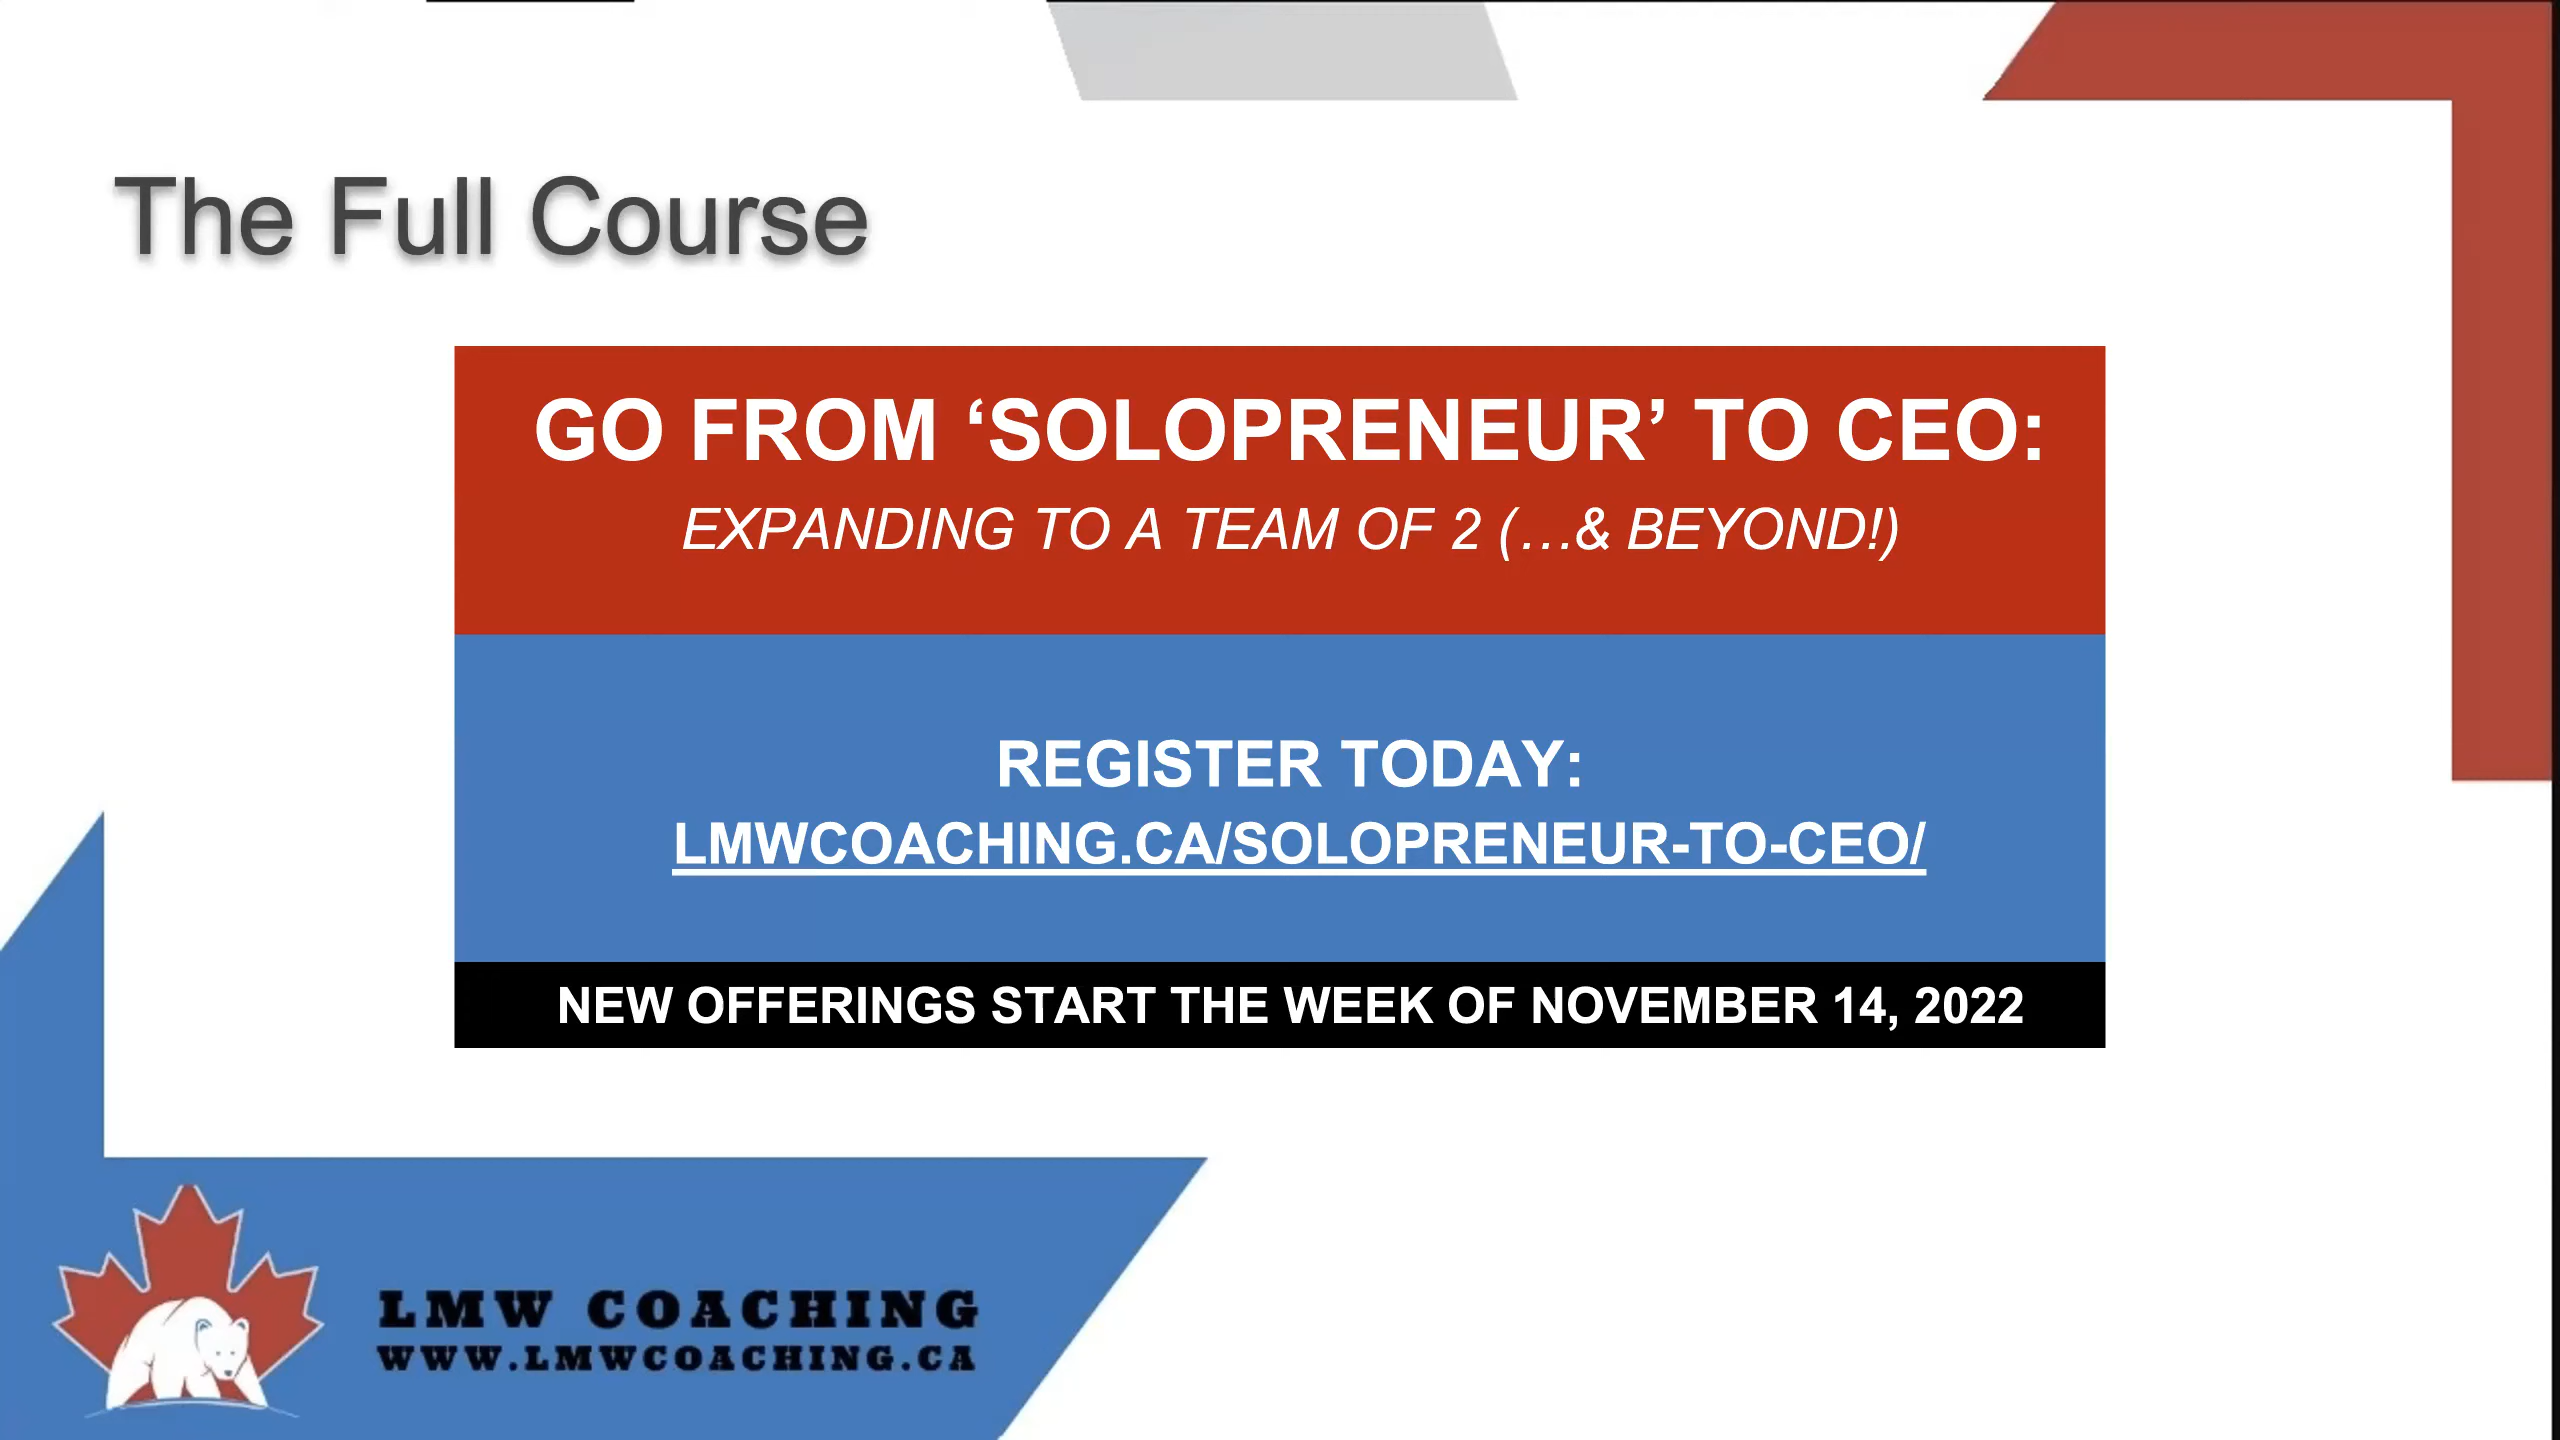 The Full Course
GO FROM ‘SOLOPRENEUR’ TO CEO:
EXPANDING TO A TEAM OF 2 (…& BEYOND!)
REGISTER TODAY:
LMWCOACHING.CA/SOLOPRENEUR-TO-CEO/
NEW OFFERINGS START THE WEEK OF NOVEMBER 14, 2022
LMW COACHING
WWW.LMWCOACHING.CA